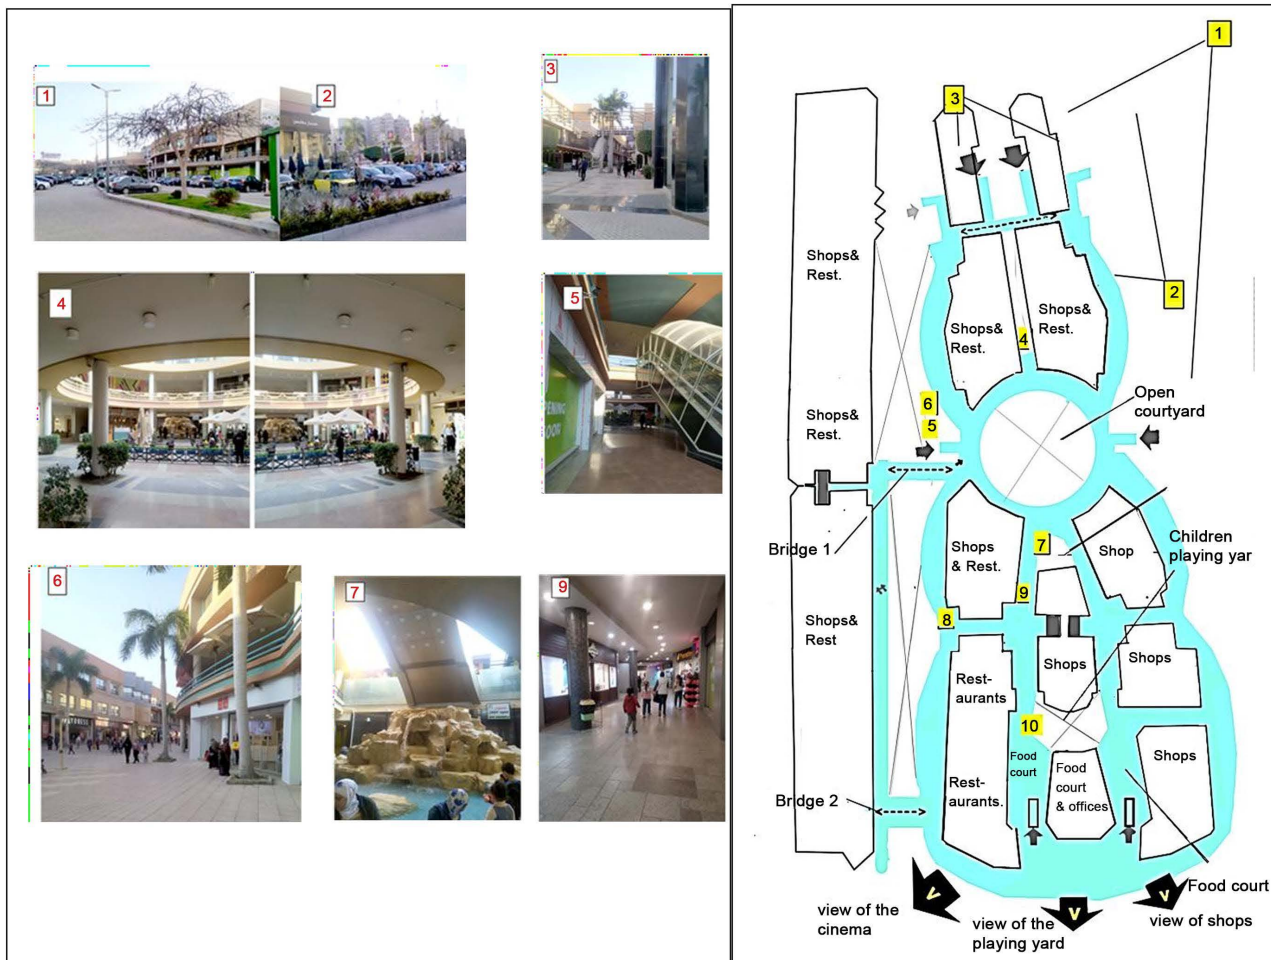 1
2
3
4
5
OPENING
SOON
6
7
9
1
3
2
Shops&
Rest.
Shops&
Rest.
Shops&
Rest.
4
6
5
Shops&
Rest.
Open
courtyard
Bridge 1
Shops
& Rest.
7
Shop
Children
playing yar
9
8
Shops&
Rest
Rest-
aurants
Shops
Shops
10
Food
court
Food
court
& offices
Shops
Rest-
aurants.
Bridge 2
Food court
V
V
V
view of the
cinema
view of the
playing yard
view of shops